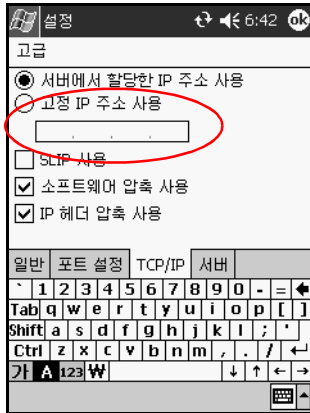 설정 6:42 ok
고급
서버에서 할당한 IP 주소 사용
고정 IP 주소 사용
. . .
SLIP 사용
소프트웨어 압축 사용
IP 헤더 압축 사용
일반 포트 설정 TCP/IP 서버
` 1 2 3 4 5 6 7 8 9 0 - =
Tab q w e r t y u i o p [ ]
Shift a s d f g h j k l ; '
Ctrl z x c v b n m , . /
가 A 123 ₩